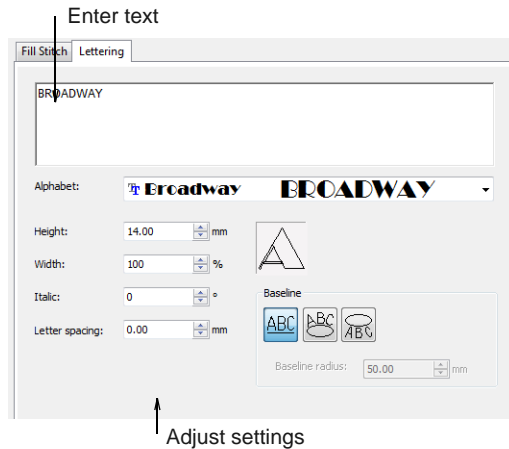 Enter text
Fill Stitch Lettering
BROADWAY
Alphabet: Broadway BROADWAY
Height: 14.00 mm
Width: 100 %
Italic: 0 °
Letter spacing: 0.00 mm
Baseline
ABC ABC ABC
Baseline radius: 50.00 mm
Adjust settings